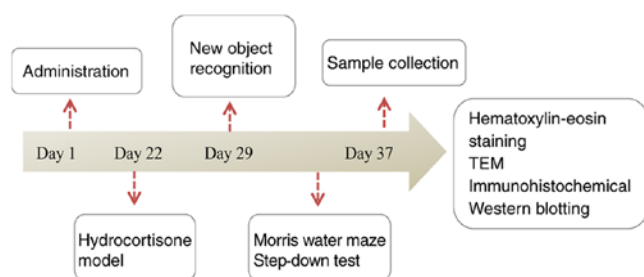 Administration
New object
recognition
Sample collection
Day 1
Day 22
Day 29
Day 37
Hydrocortisone
model
Morris water maze
Step-down test
Hematoxylin-eosin
staining
TEM
Immunohistochemical
Western blotting